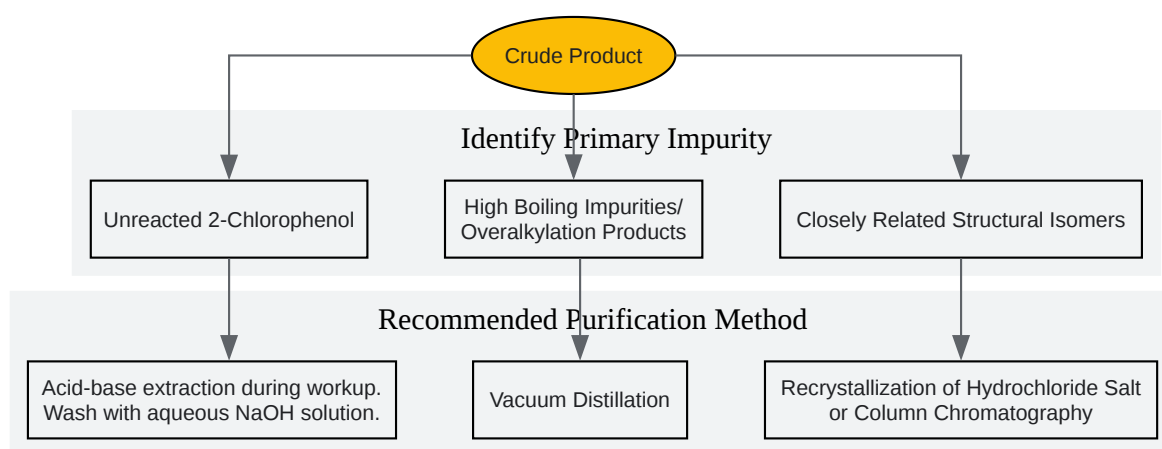 Crude Product
Identify Primary Impurity
Unreacted 2-Chlorophenol
High Boiling Impurities/
Overalkylation Products
Closely Related Structural Isomers
Recommended Purification Method
Acid-base extraction during workup.
Wash with aqueous NaOH solution.
Vacuum Distillation
Recrystallization of Hydrochloride Salt
or Column Chromatography